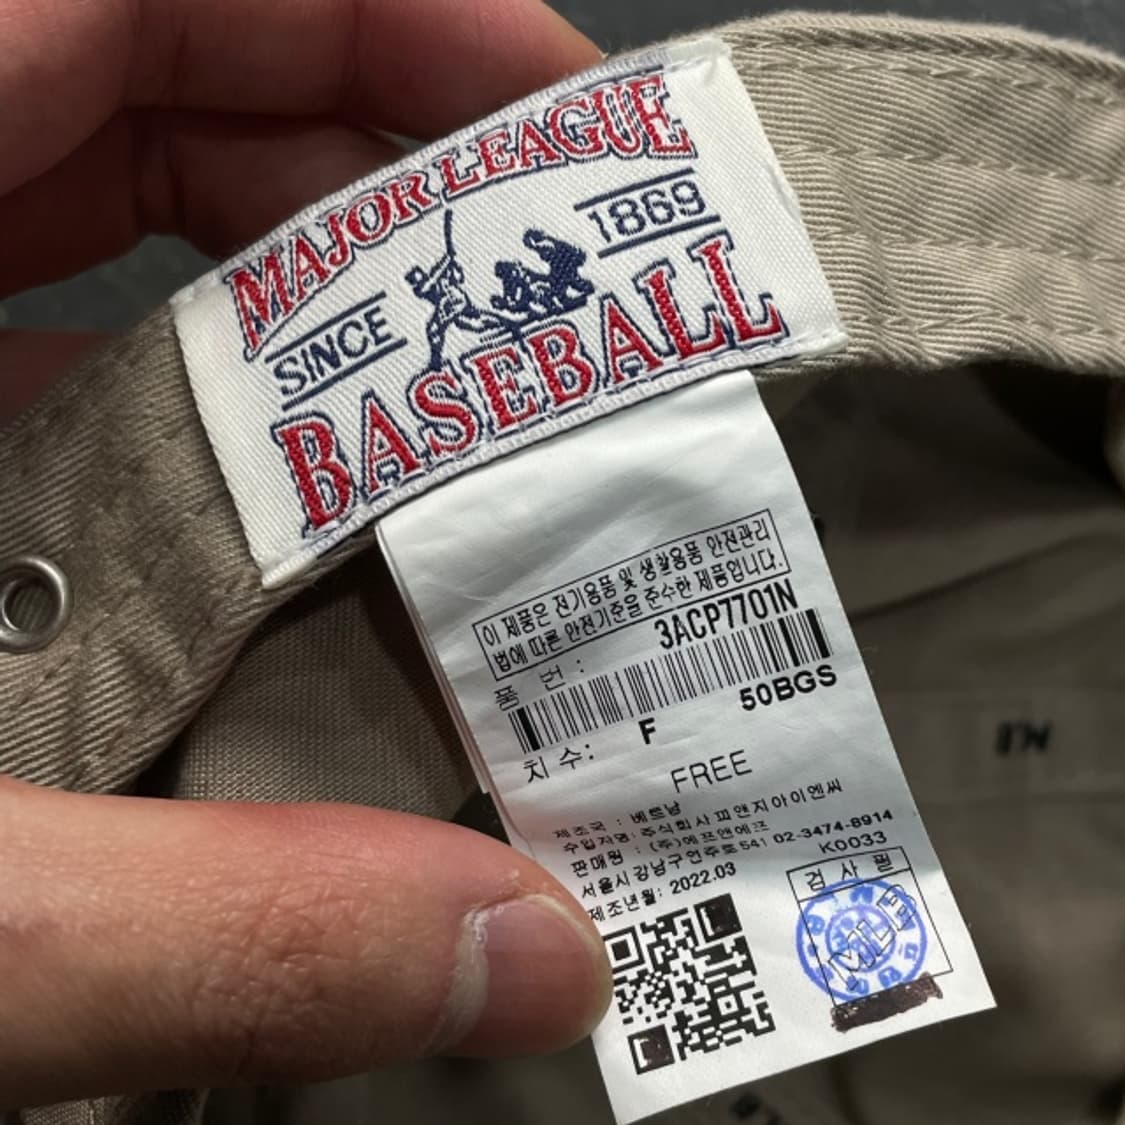 MAJOR LEAGUE
SINCE 1869
BASEBALL
이 제품은 전기용품 및 생활용품 안전관리
법에 따른 안전기준을 준수한 제품입니다.
품 번 : 3ACP7701N
50BGS
치수: F
FREE
제조국 : 베트남
수입자명: 주식회사 피앤지아이엔씨
판매원 : (주)에프앤에프
서울시 강남구언주로541 02-3474-8914
제조년월: 2022.03
K0033
검 사 필
MLB